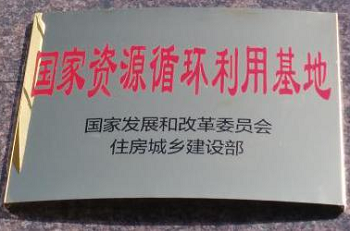 国家资源循环利用基地
国家发展和改革委员会
住房城乡建设部